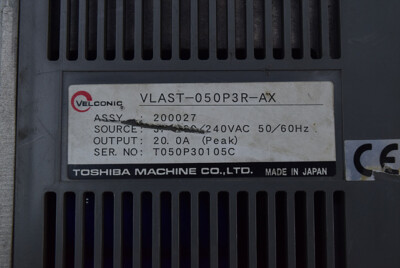 VELCONIC VLAST-050P3R-AX
ASSY. 200027
SOURCE: 240VAC 50/60Hz
OUTPUT: 20.0A (Peak)
SER.NO: T050P30105C
TOSHIBA MACHINE CO.,LTD. MADE IN JAPAN
CE